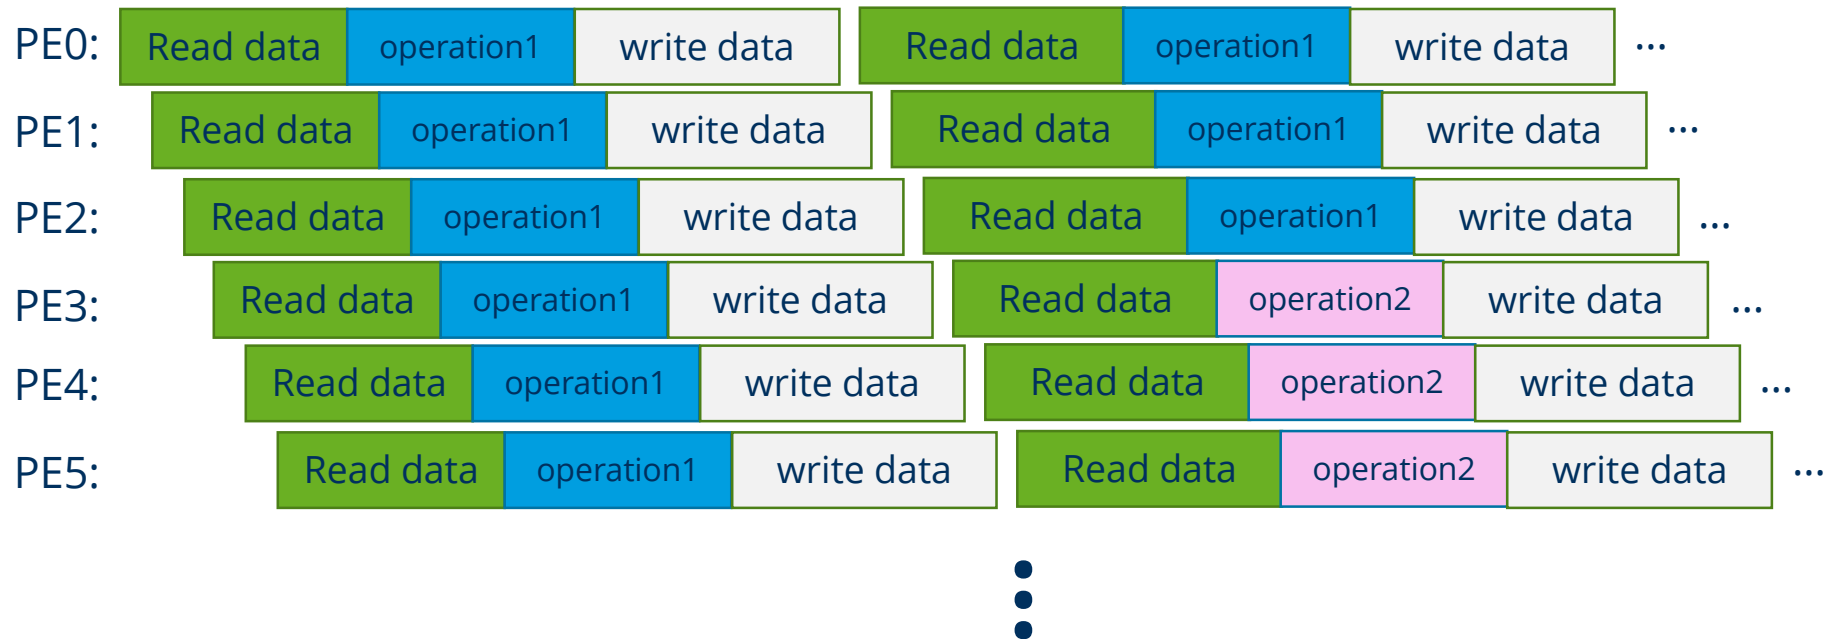 PE0: Read data operation1 write data Read data operation1 write data ...
PE1: Read data operation1 write data Read data operation1 write data ...
PE2: Read data operation1 write data Read data operation1 write data ...
PE3: Read data operation1 write data Read data operation2 write data ...
PE4: Read data operation1 write data Read data operation2 write data ...
PE5: Read data operation1 write data Read data operation2 write data ...